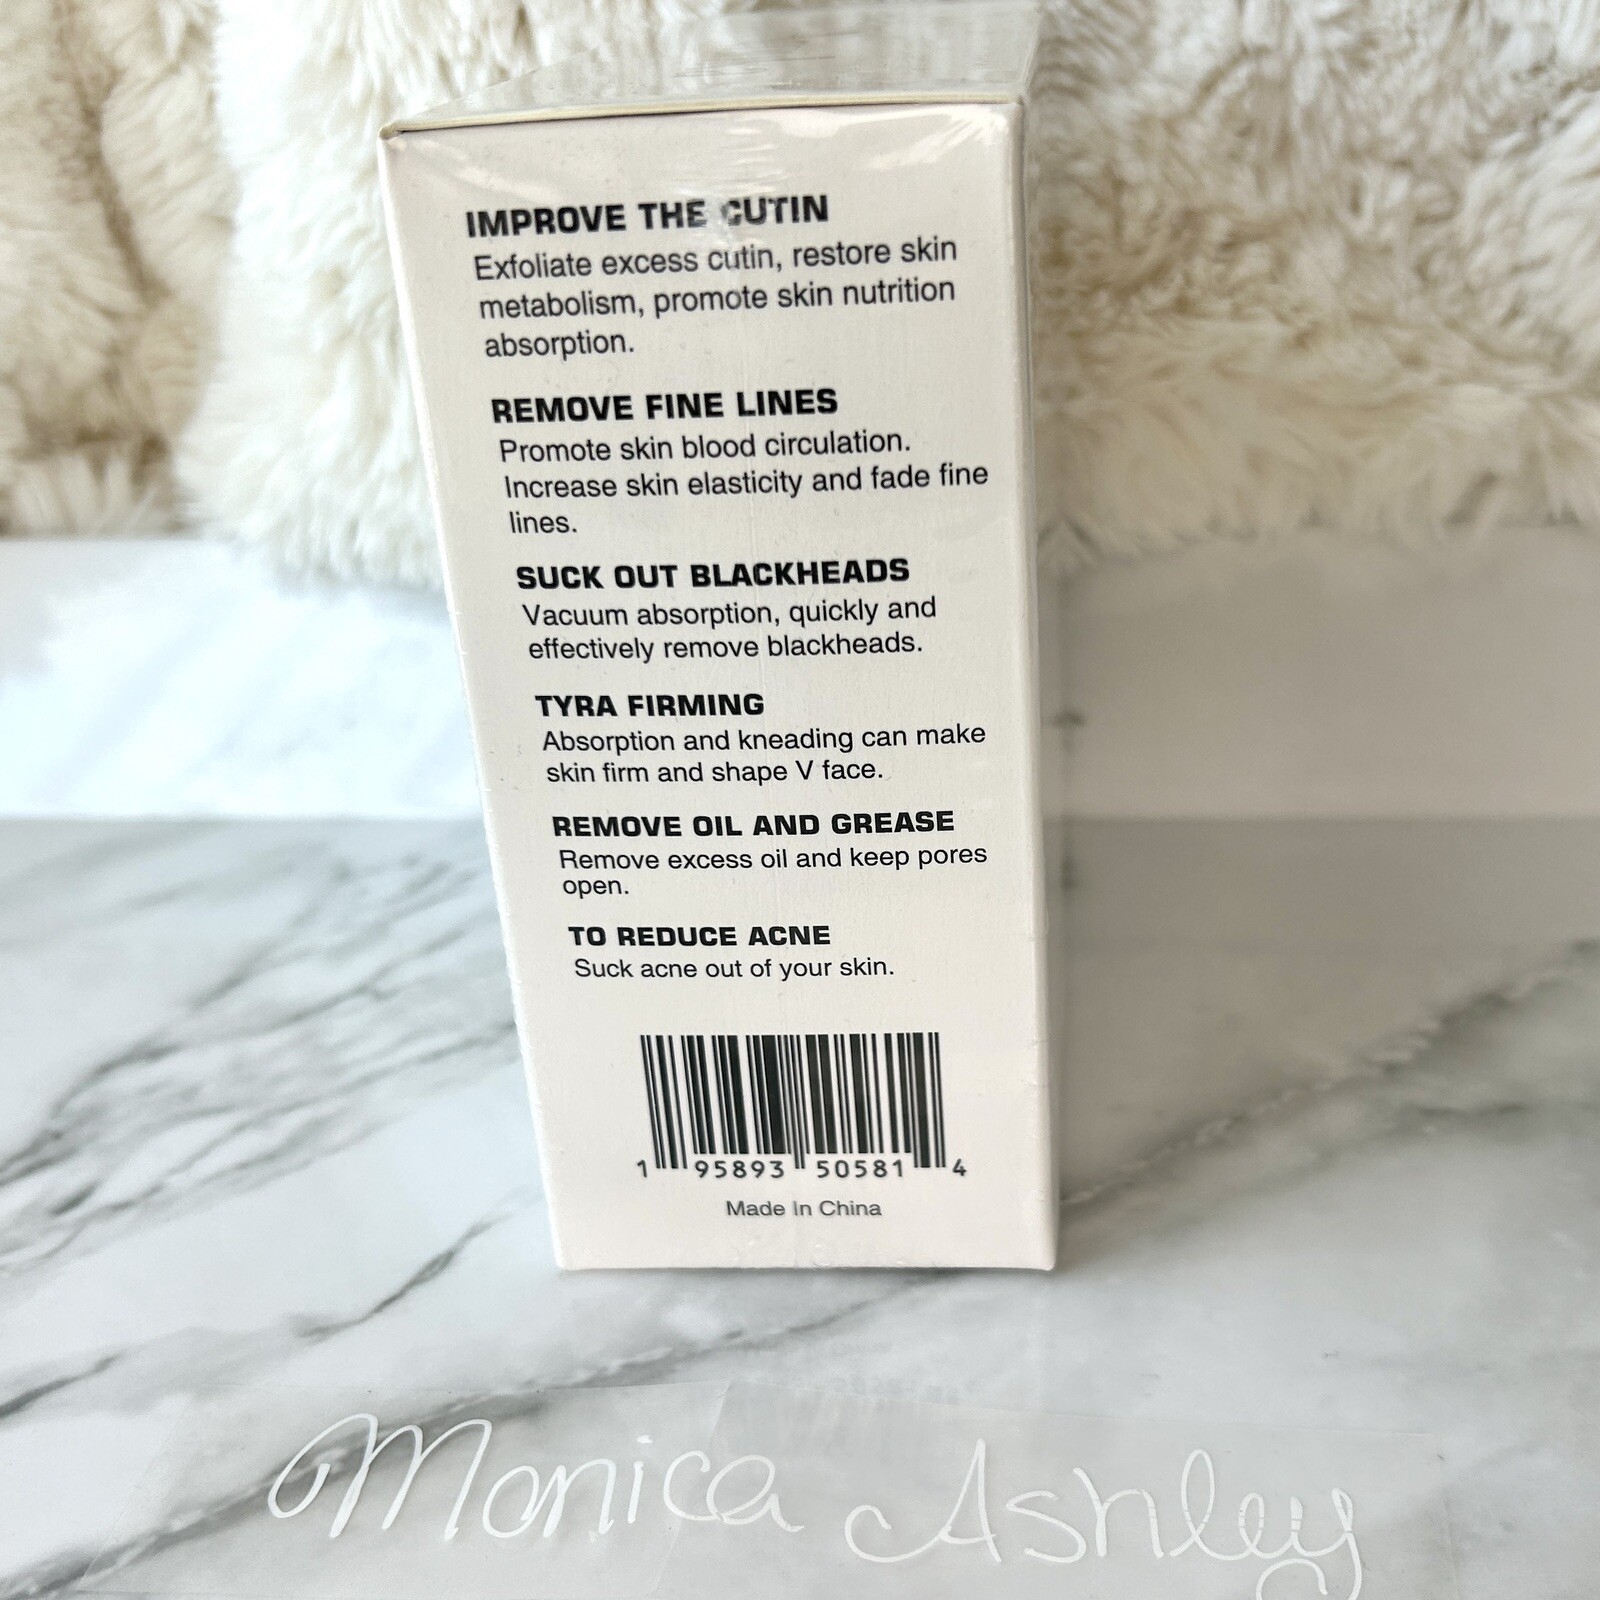 IMPROVE THE CUTIN
Exfoliate excess cutin, restore skin
metabolism, promote skin nutrition
absorption.
REMOVE FINE LINES
Promote skin blood circulation.
Increase skin elasticity and fade fine
lines.
SUCK OUT BLACKHEADS
Vacuum absorption, quickly and
effectively remove blackheads.
TYRA FIRMING
Absorption and kneading can make
skin firm and shape V face.
REMOVE OIL AND GREASE
Remove excess oil and keep pores
open.
TO REDUCE ACNE
Suck acne out of your skin.
1 95893 50581 4
Made In China
Monica Ashley